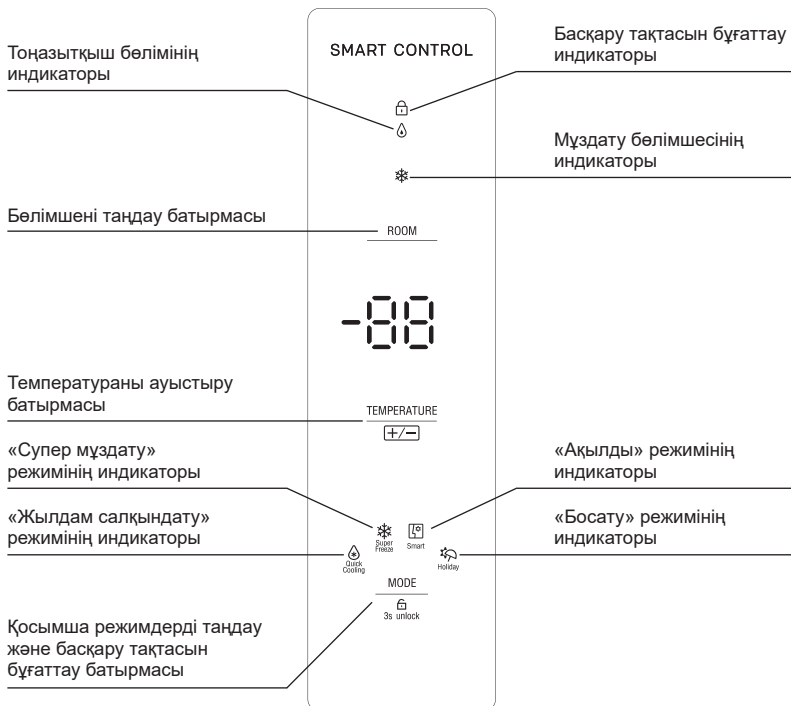 SMART CONTROL
Тоңазытқыш бөлімінің
индикаторы
Басқару тақтасын бұғаттау
индикаторы
Мұздату бөлімшесінің
индикаторы
Бөлімшені таңдау батырмасы
ROOM
-88
Температураны ауыстыру
батырмасы
TEMPERATURE
+/−
«Супер мұздату»
режимінің индикаторы
«Ақылды» режимінің
индикаторы
«Жылдам салқындату»
режимінің индикаторы
«Босату» режимінің
индикаторы
Super
Freeze
Smart
Quick
Cooling
Holiday
MODE
3s unlock
Қосымша режимдерді таңдау
және басқару тақтасын
бұғаттау батырмасы